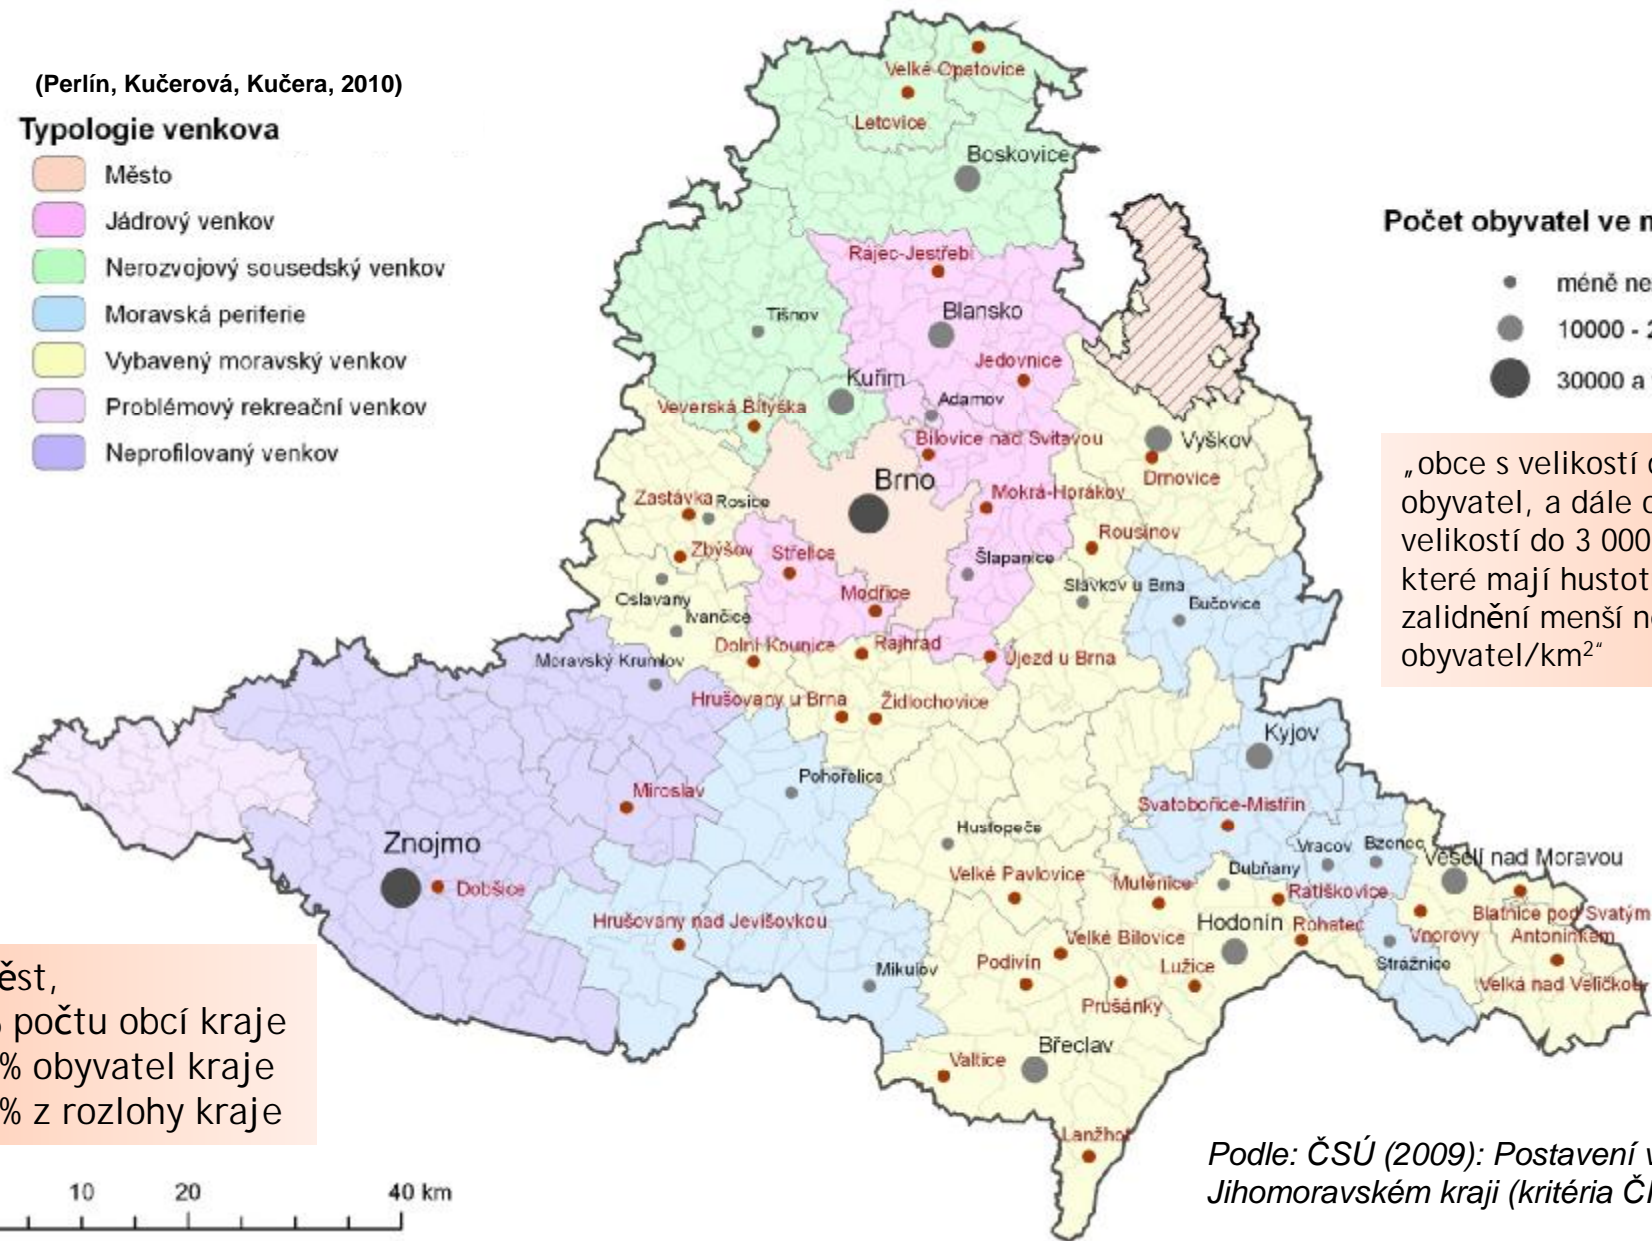 (Perlín, Kučerová, Kučera, 2010)
Typologie venkova
Město
Jádrový venkov
Nerozvojový sousedský venkov
Moravská periferie
Vybavený moravský venkov
Problémový rekreační venkov
Neprofilovaný venkov
Počet obyvatel ve
méně
10000 -
30000 a
„obce s velikostí
obyvatel, a dále
velikostí do 3 000
které mají
zalidnění menší
obyvatel/km²"
Velké Opatovice
Letovice
Boskovice
Rájec-Jestřebí
Blansko
Tišnov
Jedovnice
Kuřim
Adamov
Veverská Bítýška
Bílovice nad Svitavou
Vyškov
Brno
Drnovice
Zastávka
Rosice
Mokrá-Horákov
Rousínov
Zbýšov
Střelice
Šlapanice
Slavkov u Brna
Oslavany
Modřice
Bučovice
Ivančice
Dolní Kounice
Rajhrad
Újezd u Brna
Moravský Krumlov
Hrušovany u Brna
Židlochovice
Kyjov
Pohořelice
Miroslav
Svatobořice-Mistřín
Hustopeče
Znojmo
Vracov
Bzenec
Veselí nad Moravou
Dobšice
Velké Pavlovice
Mutěnice
Dubňany
Ratíškovice
Hrušovany nad Jevišovkou
Hodonín
Rohatec
Vnorovy
Blatnice pod Svatým
Antonínkem
Velké Bílovice
Podivín
Lužice
Strážnice
Mikulov
Prušánky
Velká nad Veličkou
Břeclav
Valtice
Lanžhot
počtu obcí kraje
% obyvatel kraje
% z rozlohy kraje
10 20 40 km
Podle: ČSÚ (2009): Postavení
Jihomoravském kraji (kritéria